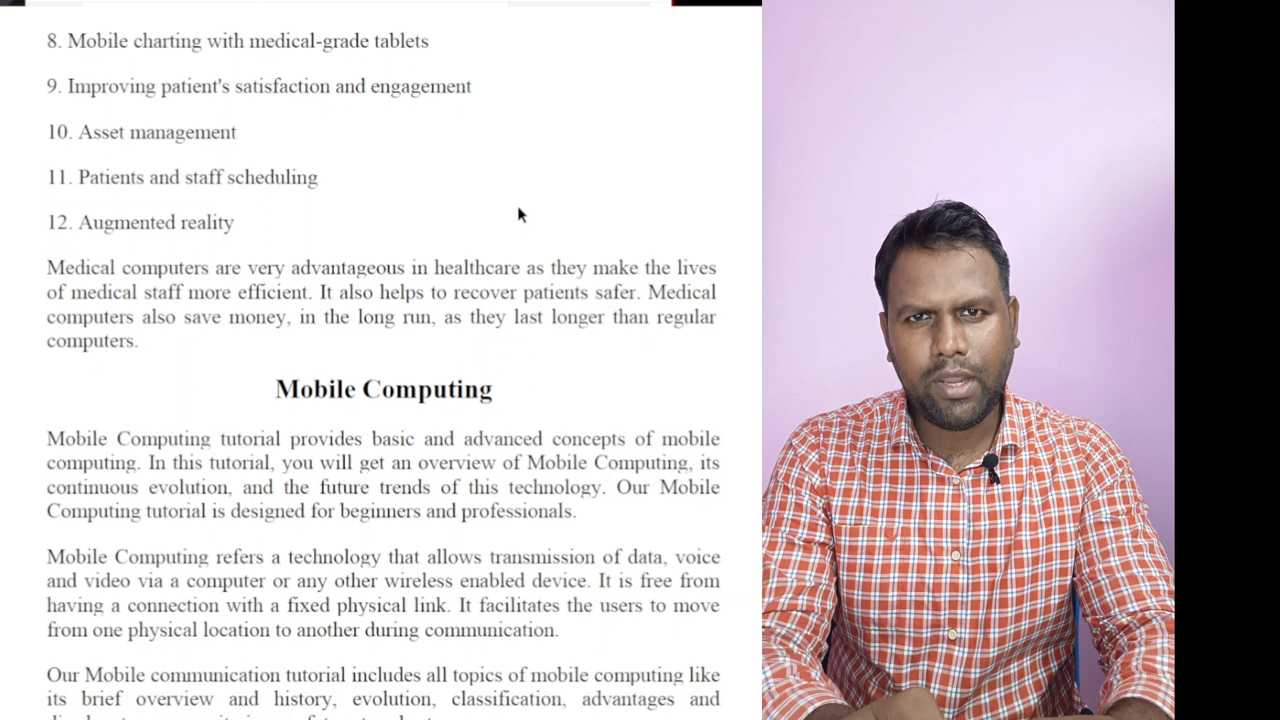 8. Mobile charting with medical-grade tablets
9. Improving patient's satisfaction and engagement
10. Asset management
11. Patients and staff scheduling
12. Augmented reality
Medical computers are very advantageous in healthcare as they make the lives
of medical staff more efficient. It also helps to recover patients safer. Medical
computers also save money, in the long run, as they last longer than regular
computers.
Mobile Computing
Mobile Computing tutorial provides basic and advanced concepts of mobile
computing. In this tutorial, you will get an overview of Mobile Computing, its
continuous evolution, and the future trends of this technology. Our Mobile
Computing tutorial is designed for beginners and professionals.
Mobile Computing refers a technology that allows transmission of data, voice
and video via a computer or any other wireless enabled device. It is free from
having a connection with a fixed physical link. It facilitates the users to move
from one physical location to another during communication.
Our Mobile communication tutorial includes all topics of mobile computing like
its brief overview and history, evolution, classification, advantages and